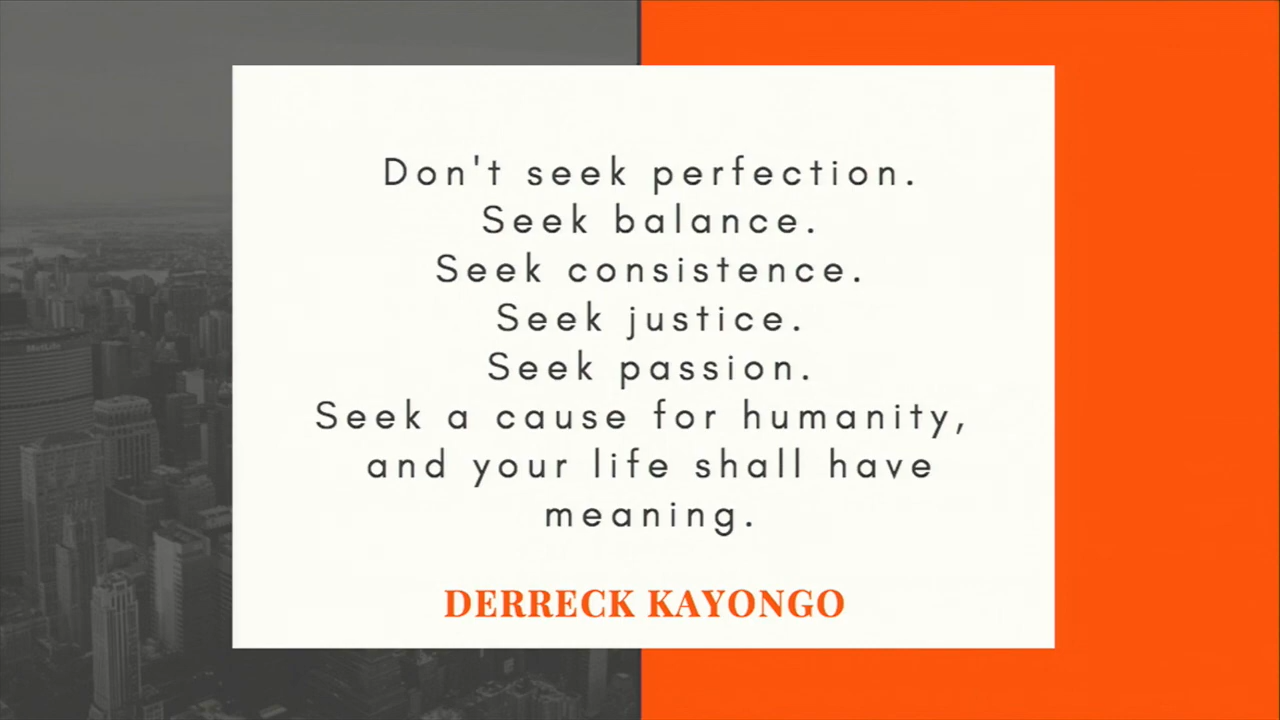 Don't seek perfection.
Seek balance.
Seek consistence.
Seek justice.
Seek passion.
Seek a cause for humanity,
and your life shall have
meaning.
DERRECK KAYONGO
MetLife